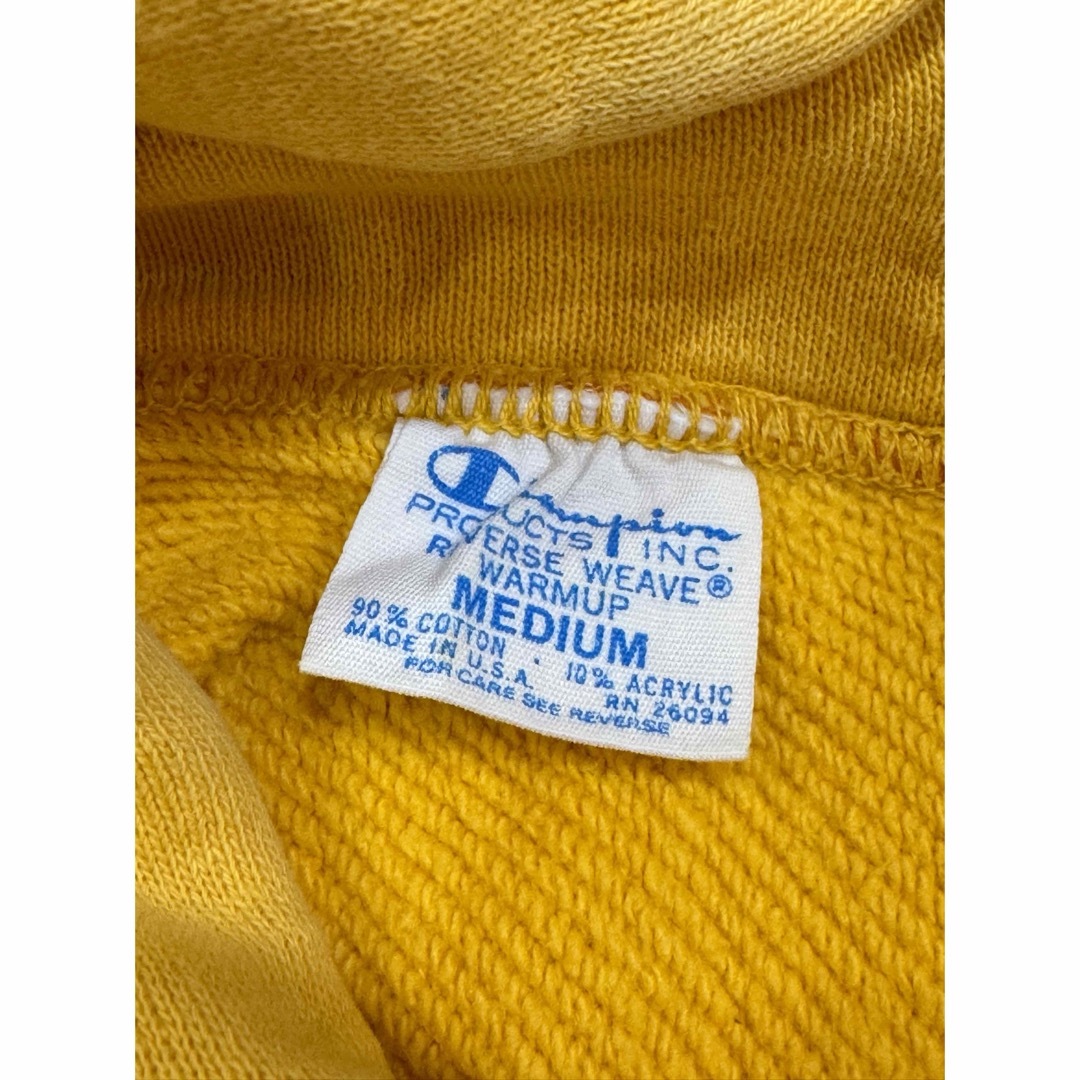 Champion
PRODUCTS INC.
REVERSE WEAVE®
WARMUP
MEDIUM
90% COTTON . 10% ACRYLIC
MADE IN U.S.A. RN 26094
FOR CARE SEE REVERSE